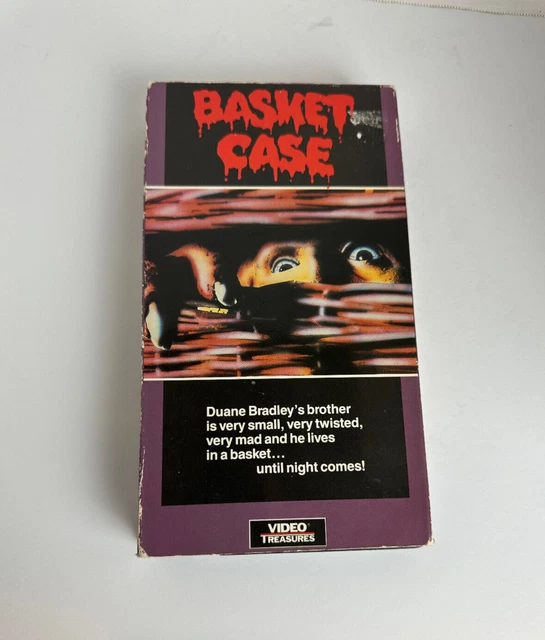 BASKET
CASE
Duane Bradley's brother
is very small, very twisted,
very mad and he lives
in a basket...
until night comes!
VIDEO
TREASURES